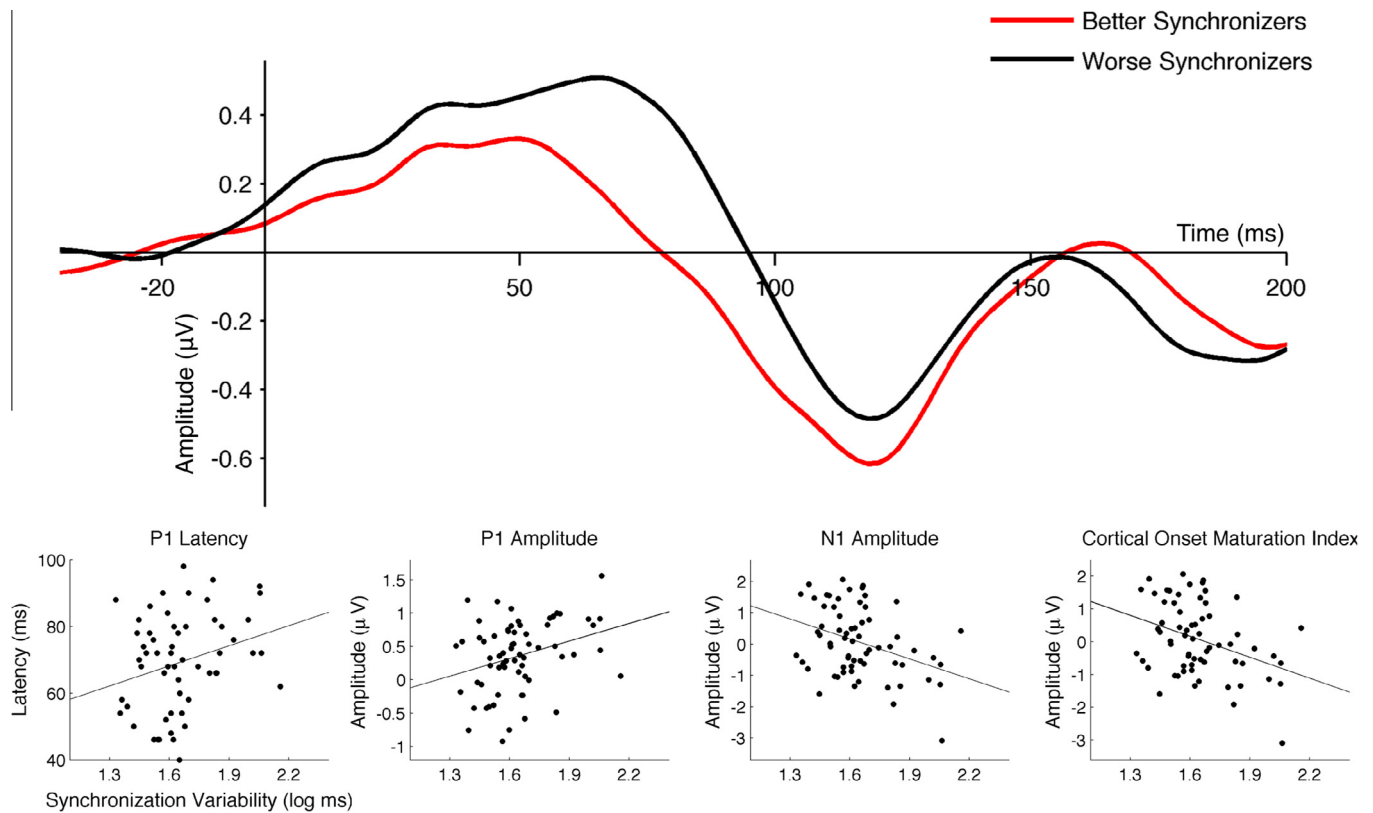 Better Synchronizers
Worse Synchronizers
0.4
0.2
Time (ms)
-20 50 100 150 200
-0.2
-0.4
-0.6
Amplitude (µV)
Amplitude (µV)
P1 Latency
100
80
60
40
Latency (ms)
1.3 1.6 1.9 2.2
Synchronization Variability (log ms)
P1 Amplitude
1.5
1
0.5
0
-0.5
-1
Amplitude (µ V)
1.3 1.6 1.9 2.2
N1 Amplitude
2
1
0
-1
-2
-3
Amplitude (µ V)
1.3 1.6 1.9 2.2
Cortical Onset Maturation Index
2
1
0
-1
-2
-3
Amplitude (µ V)
1.3 1.6 1.9 2.2